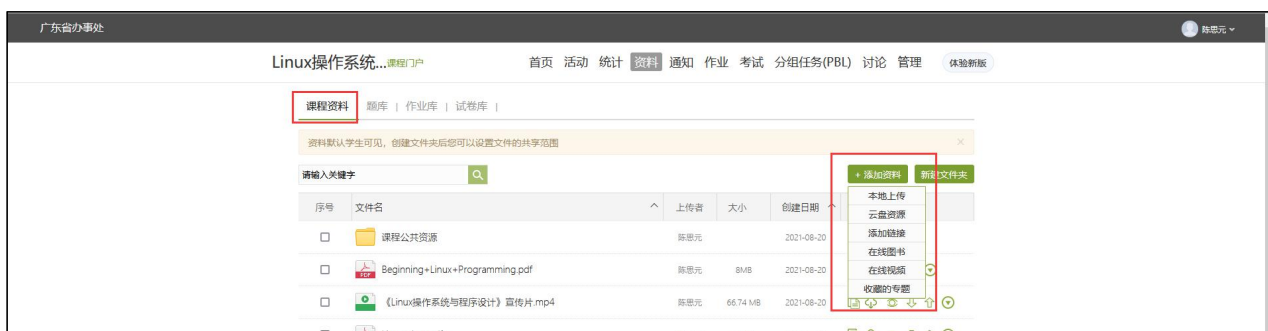 广东省办事处
陈思元
Linux操作系统...课程门户 首页 活动 统计 资料 通知 作业 考试 分组任务(PBL) 讨论 管理 体验新版
课程资料 题库 | 作业库 | 试卷库 |
资料默认学生可见，创建文件夹后您可以设置文件的共享范围 ×
请输入关键字 + 添加资料 新建文件夹
序号 文件名 上传者 大小 创建日期
本地上传
云盘资源
添加链接
在线图书
在线视频
收藏的专题
课程公共资源 陈思元 2021-08-20
PDF Beginning+Linux+Programming.pdf 陈思元 8MB 2021-08-20
《Linux操作系统与程序设计》宣传片.mp4 陈思元 66.74 MB 2021-08-20